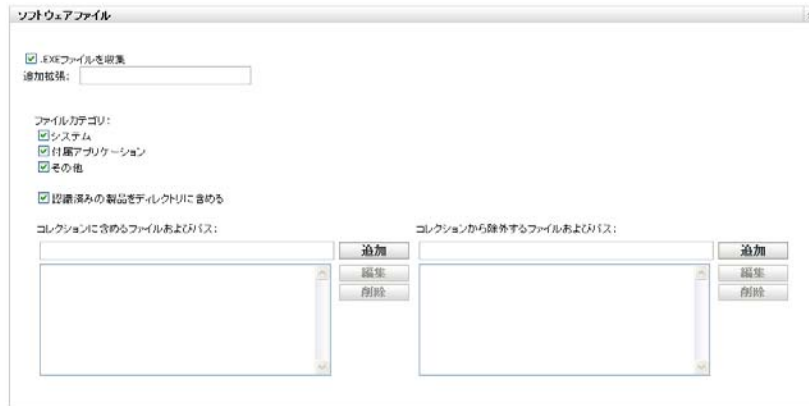 ソフトウェアファイル
.EXEファイルを収集
追加拡張:
ファイルカテゴリ:
システム
付属アプリケーション
その他
認識済みの製品をディレクトリに含める
コレクションに含めるファイルおよびパス:
追加
編集
削除
コレクションから除外するファイルおよびパス:
追加
編集
削除